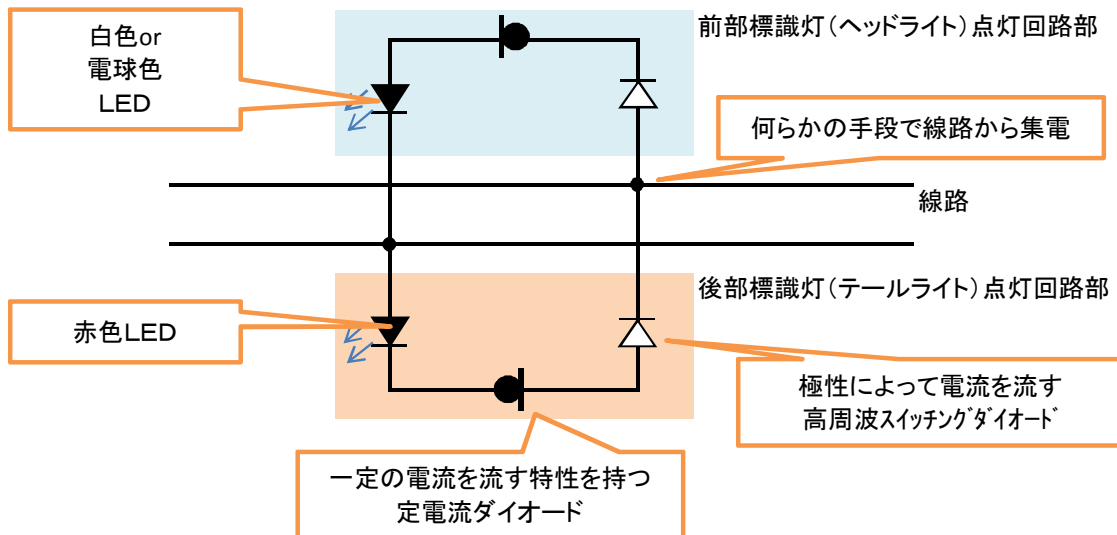 白色or
電球色
LED
前部標識灯（ヘッドライト）点灯回路部
何らかの手段で線路から集電
線路
後部標識灯（テールライト）点灯回路部
赤色LED
極性によって電流を流す
高周波ｽｲｯﾁﾝｸﾞﾀﾞｲｵｰﾄﾞ
一定の電流を流す特性を持つ
定電流ダイオード